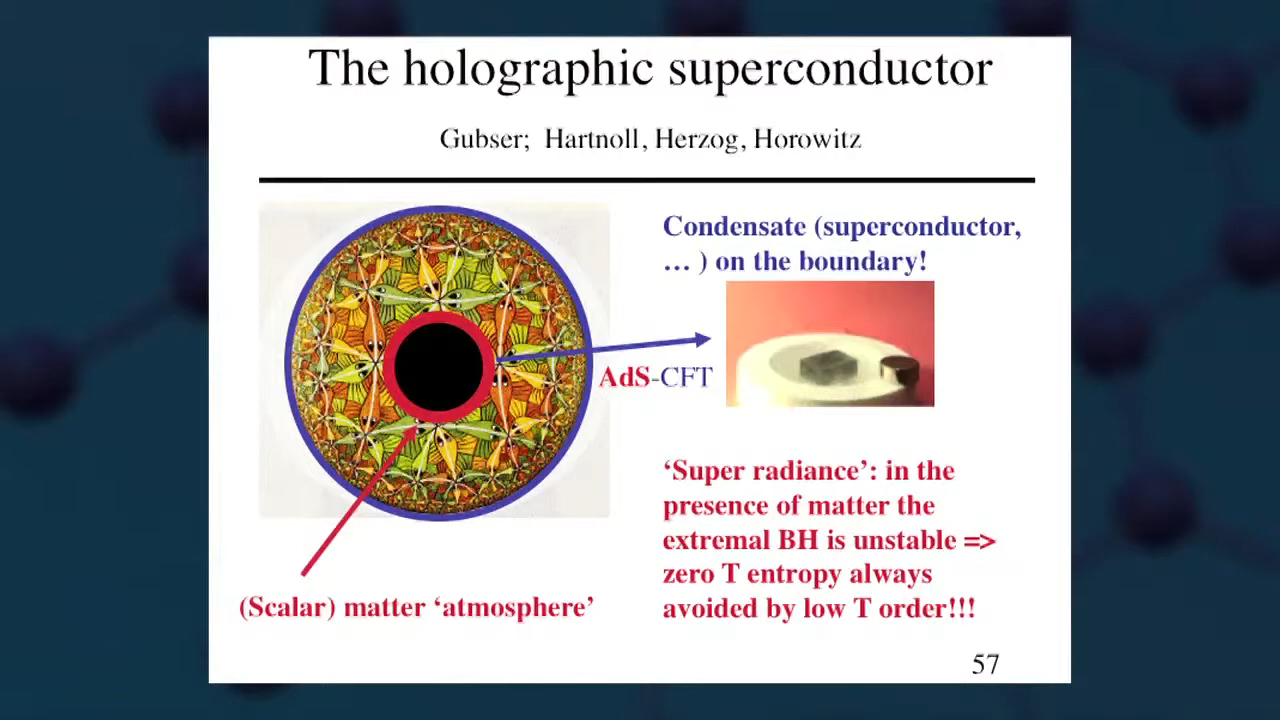 The holographic superconductor
Gubser; Hartnoll, Herzog, Horowitz
Condensate (superconductor,
… ) on the boundary!
AdS-CFT
‘Super radiance’: in the
presence of matter the
extremal BH is unstable =>
zero T entropy always
avoided by low T order!!!
(Scalar) matter ‘atmosphere’
57